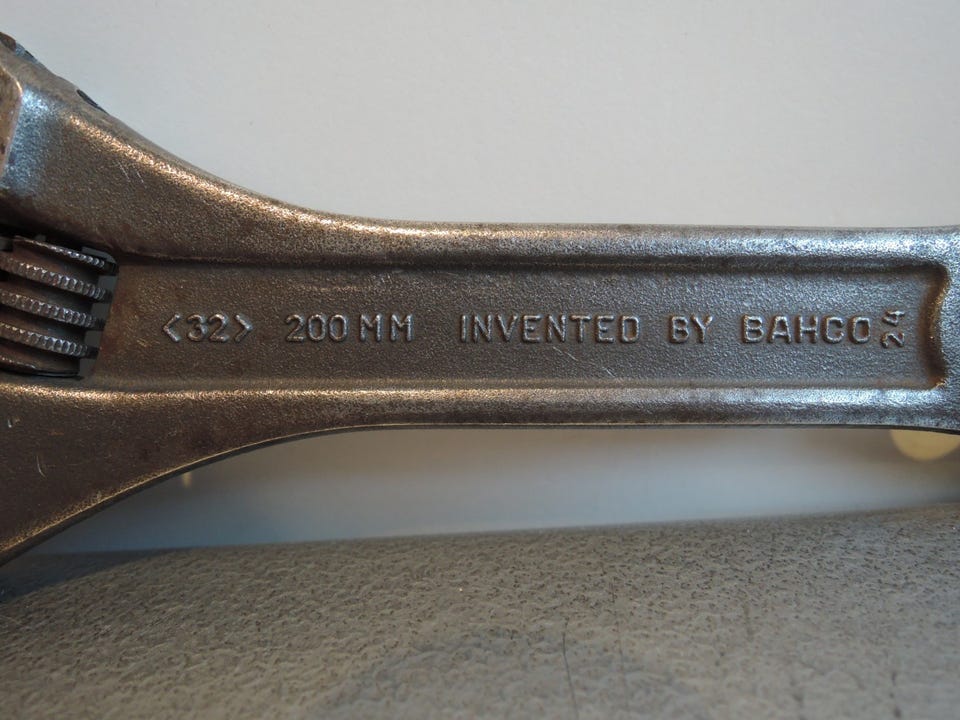 <32> 200 MM INVENTED BY BAHCO
24